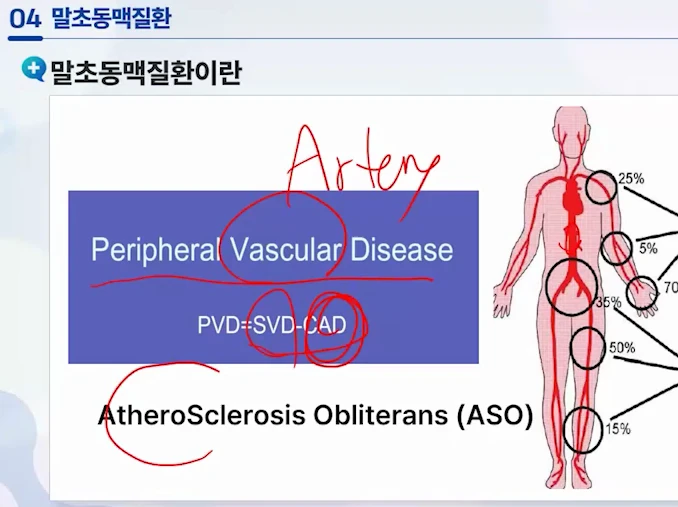 04 말초동맥질환
말초동맥질환이란
Artery
Peripheral Vascular Disease
PVD=SVD-CAD
AtheroSclerosis Obliterans (ASO)
25%
5%
70
35%
50%
15%